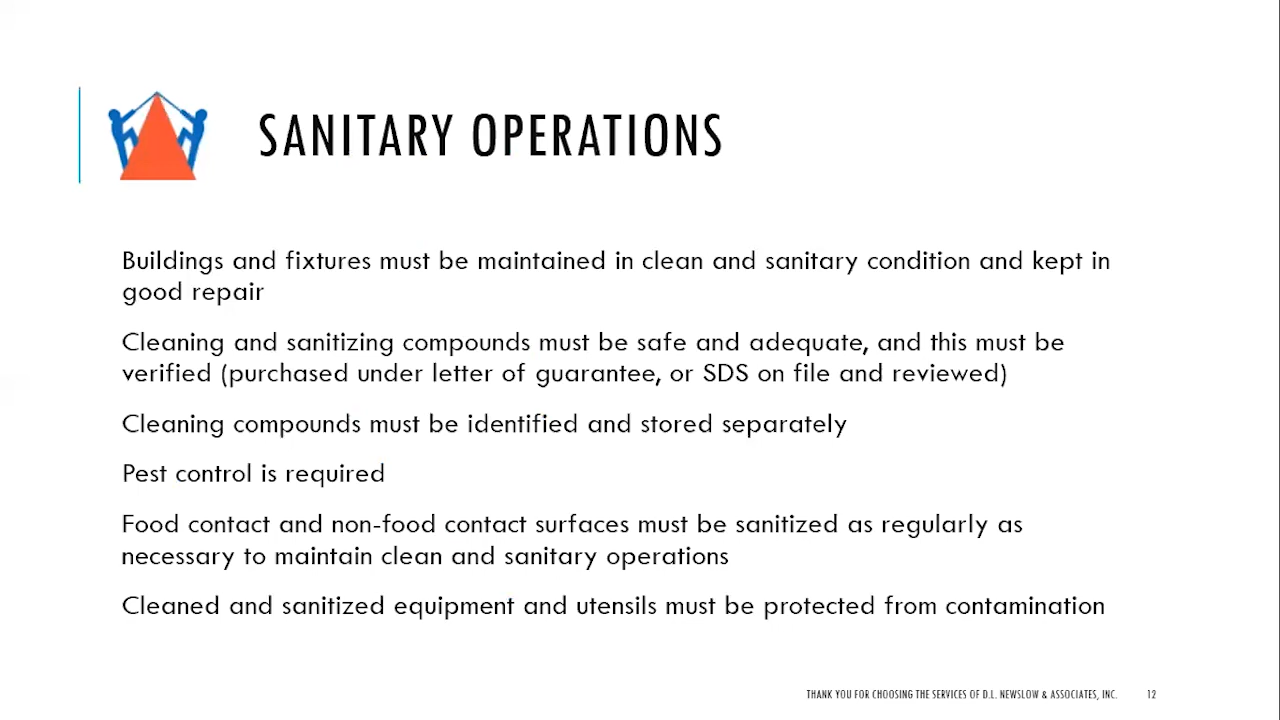 SANITARY OPERATIONS
Buildings and fixtures must be maintained in clean and sanitary condition and kept in
good repair
Cleaning and sanitizing compounds must be safe and adequate, and this must be
verified (purchased under letter of guarantee, or SDS on file and reviewed)
Cleaning compounds must be identified and stored separately
Pest control is required
Food contact and non-food contact surfaces must be sanitized as regularly as
necessary to maintain clean and sanitary operations
Cleaned and sanitized equipment and utensils must be protected from contamination
THANK YOU FOR CHOOSING THE SERVICES OF D.L. NEWSLOW & ASSOCIATES, INC. 12